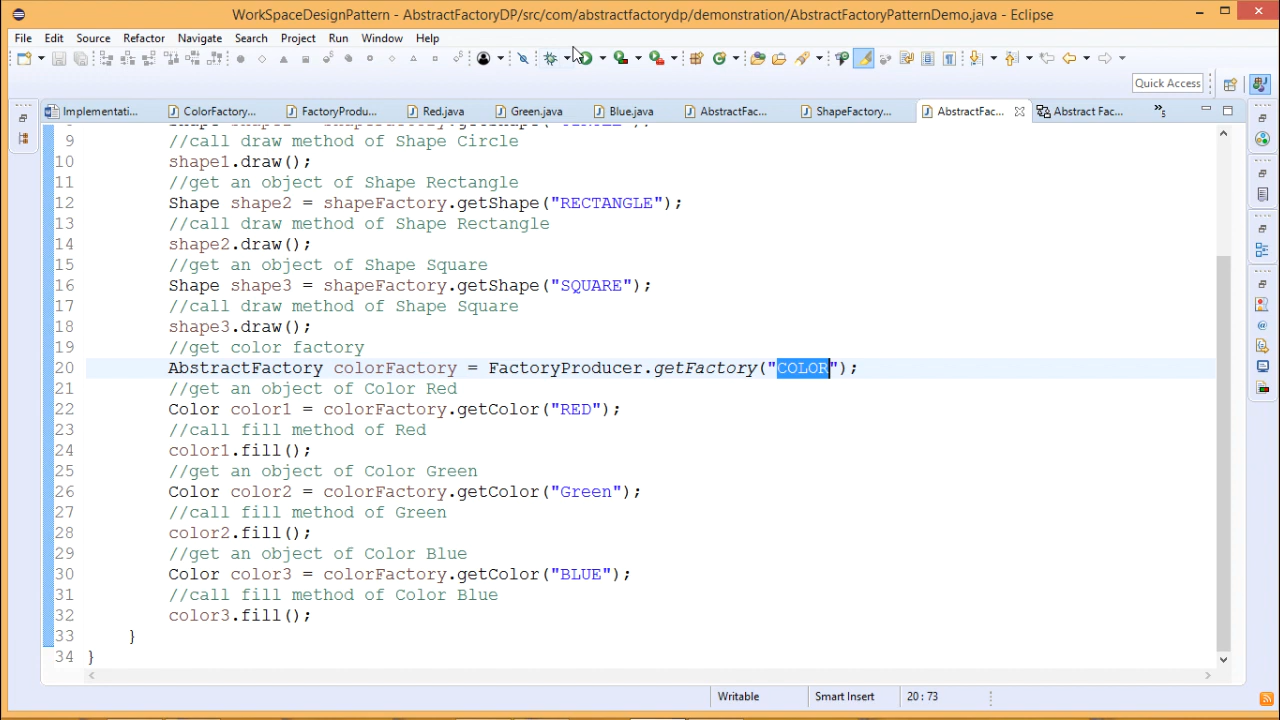 WorkSpaceDesignPattern - AbstractFactoryDP/src/com/abstractfactorydp/demonstration/AbstractFactoryPatternDemo.java - Eclipse
File Edit Source Refactor Navigate Search Project Run Window Help
Quick Access
Implementati... ColorFactory... FactoryProdu... Red.java Green.java Blue.java AbstractFac... ShapeFactory... AbstractFac... Abstract Fac... »5
9 //call draw method of Shape Circle
10 shape1.draw();
11 //get an object of Shape Rectangle
12 Shape shape2 = shapeFactory.getShape("RECTANGLE");
13 //call draw method of Shape Rectangle
14 shape2.draw();
15 //get an object of Shape Square
16 Shape shape3 = shapeFactory.getShape("SQUARE");
17 //call draw method of Shape Square
18 shape3.draw();
19 //get color factory
20 AbstractFactory colorFactory = FactoryProducer.getFactory("COLOR");
21 //get an object of Color Red
22 Color color1 = colorFactory.getColor("RED");
23 //call fill method of Red
24 color1.fill();
25 //get an object of Color Green
26 Color color2 = colorFactory.getColor("Green");
27 //call fill method of Green
28 color2.fill();
29 //get an object of Color Blue
30 Color color3 = colorFactory.getColor("BLUE");
31 //call fill method of Color Blue
32 color3.fill();
33 }
34 }
Writable Smart Insert 20 : 73